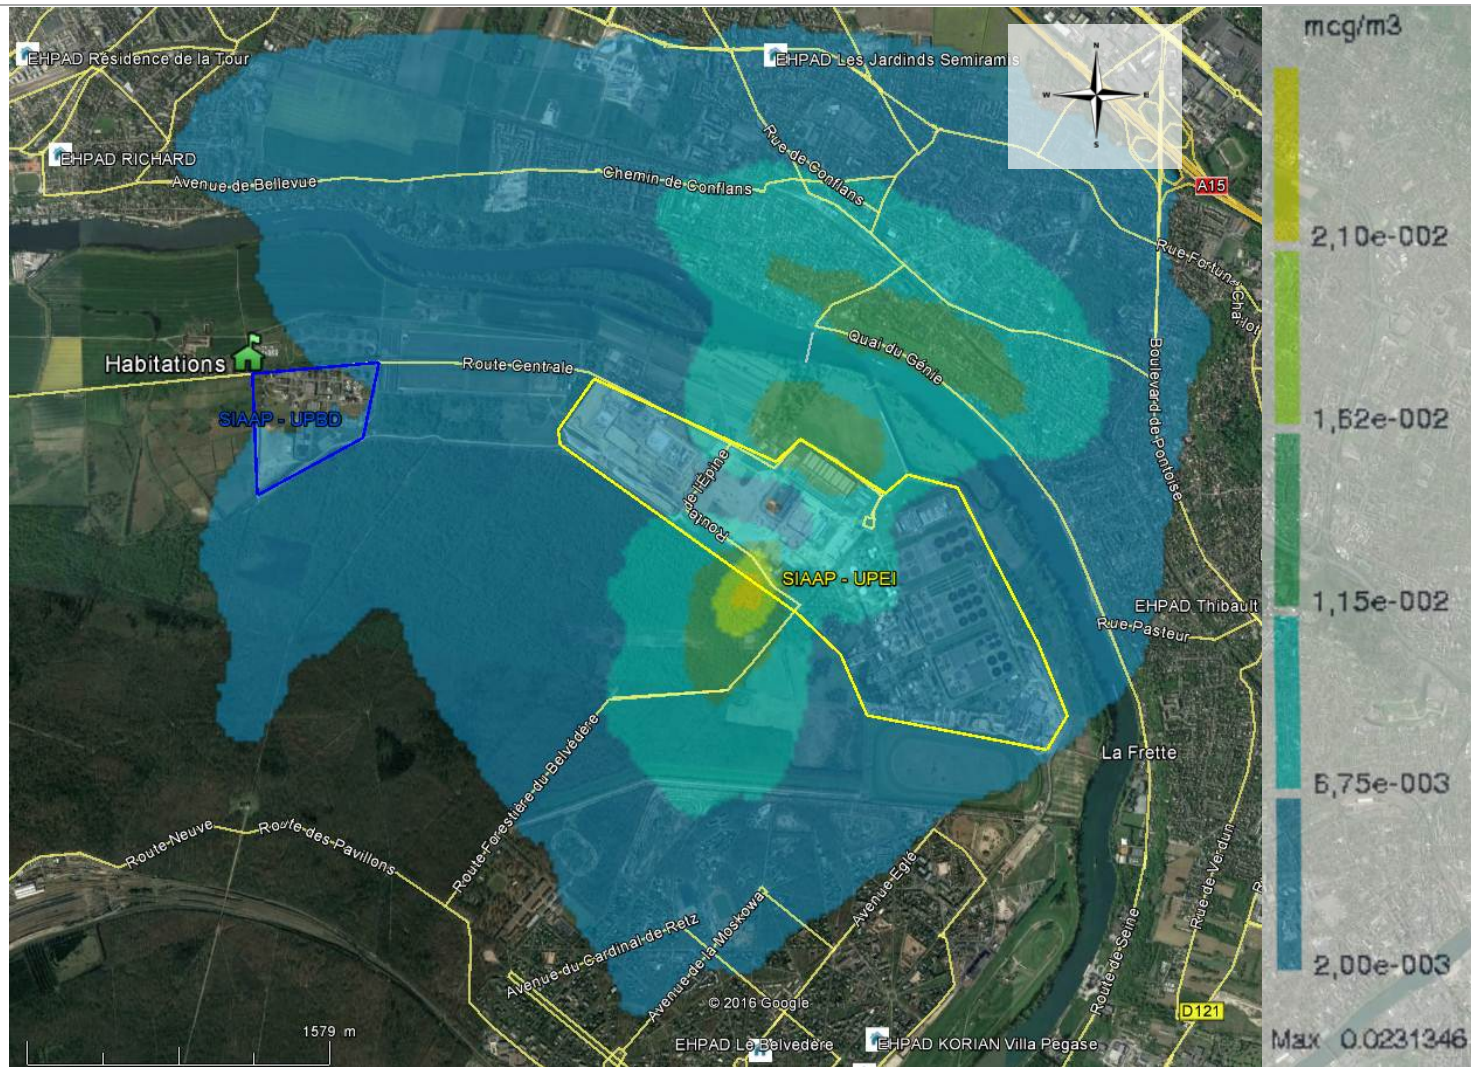 mcg/m3
N
W E
S
EHPAD Résidence de la Tour
EHPAD Les Jardinds Semiramis
EHPAD RICHARD
Avenue de Bellevue
Chemin de Conflans
Rue de Conflans
A15
2,10e-002
Rue Fortun
Charlot
Habitations
Route Centrale
Quai du Génie
Boulevard de Pontoise
SIAAP - UPBD
1,62e-002
Route de l'Épine
SIAAP - UPEI
EHPAD Thibault
1,15e-002
Rue Pasteur
La Frette
6,75e-003
Route Forestière du Belvédère
Route Neuve
Route des Pavillons
Rue de Verdun
Avenue Eglé
Avenue du Cardinal de Retz
Avenue de la Moskowa
Route de Seine
2,00e-003
© 2016 Google
D121
1579 m
EHPAD Le Belvedère
EHPAD KORIAN Villa Pégase
Max 0.0231346